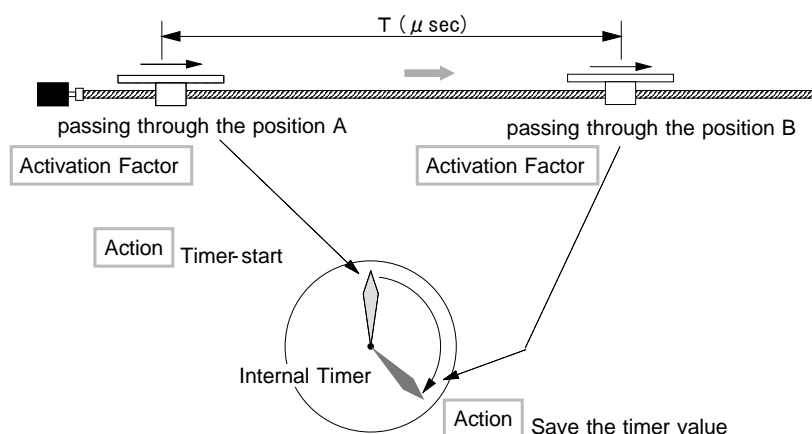 T (μ sec)
passing through the position A
passing through the position B
Activation Factor
Activation Factor
Action
Timer-start
Internal Timer
Action
Save the timer value